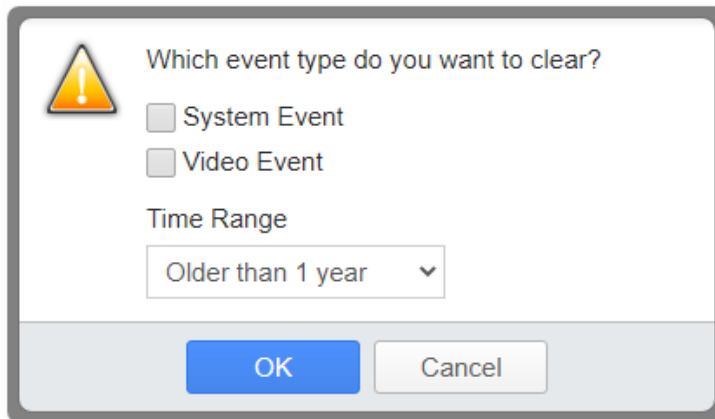 Which event type do you want to clear?
System Event
Video Event
Time Range
Older than 1 year
OK
Cancel